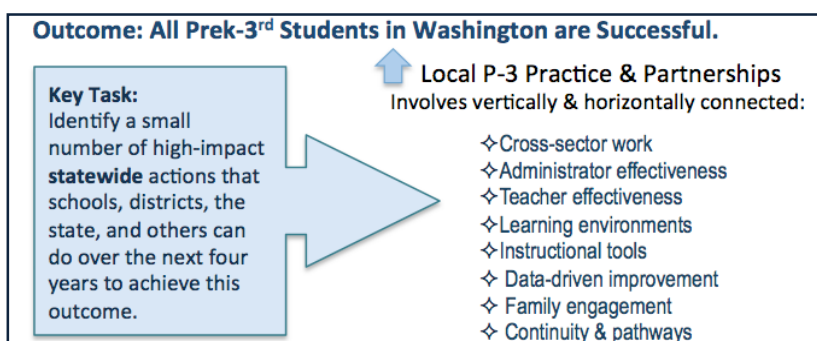 Outcome: All Prek-3rd Students in Washington are Successful.
Key Task:
Identify a small
number of high-impact
statewide actions that
schools, districts, the
state, and others can
do over the next four
years to achieve this
outcome.
Local P-3 Practice & Partnerships
Involves vertically & horizontally connected:
✧Cross-sector work
✧Administrator effectiveness
✧Teacher effectiveness
✧Learning environments
✧Instructional tools
✧ Data-driven improvement
✧ Family engagement
✧ Continuity & pathways